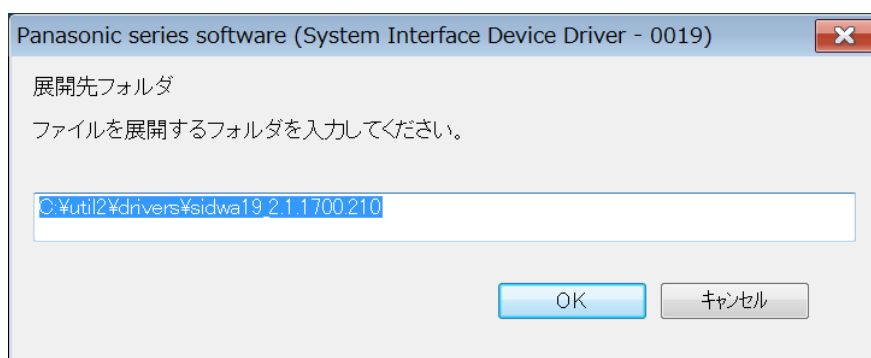 Panasonic series software (System Interface Device Driver - 0019)
展開先フォルダ
ファイルを展開するフォルダを入力してください。
C:¥util2¥drivers¥sidwa19_2.1.1700.210
OK
キャンセル